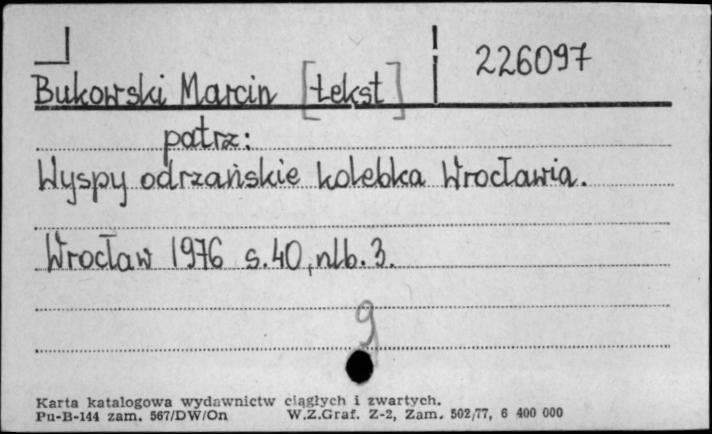 226097
Bukowski Marcin [tekst]
patrz:
Wyspy odrzańskie kolebka Wrocławia.
Wrocław 1976 s.40, nlb.3.
9
Karta katalogowa wydawnictw ciągłych i zwartych.
Pu-B-144 zam. 567/DW/On W.Z.Graf. Z-2, Zam. 502/77, 6 400 000